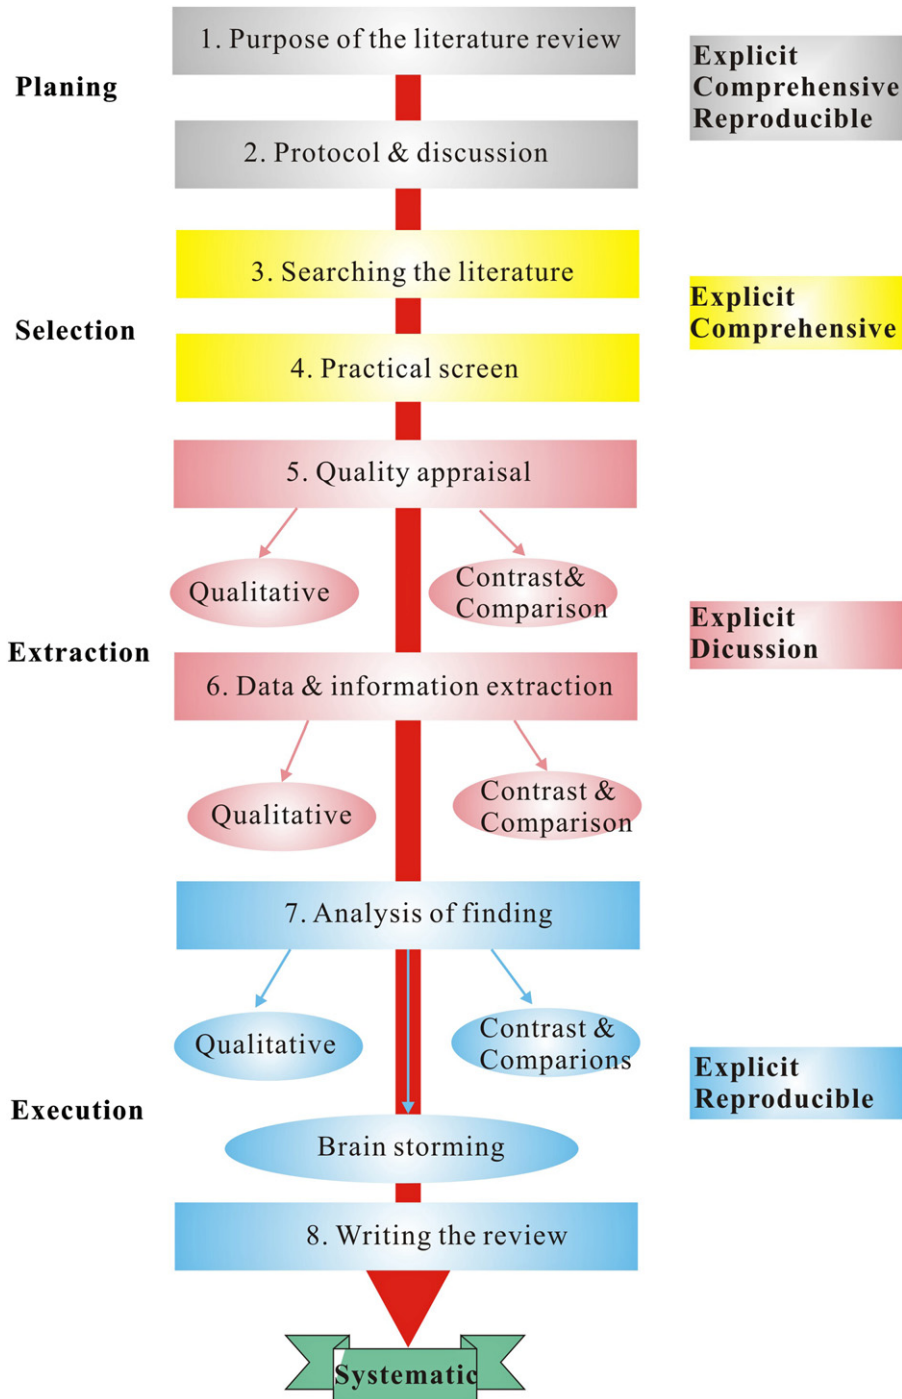 1. Purpose of the literature review
Planing
Explicit
Comprehensive
Reproducible
2. Protocol & discussion
3. Searching the literature
Selection
Explicit
Comprehensive
4. Practical screen
5. Quality appraisal
Qualitative
Contrast&
Comparison
Extraction
Explicit
Dicussion
6. Data & information extraction
Qualitative
Contrast &
Comparison
7. Analysis of finding
Qualitative
Contrast &
Comparions
Execution
Explicit
Reproducible
Brain storming
8. Writing the review
Systematic